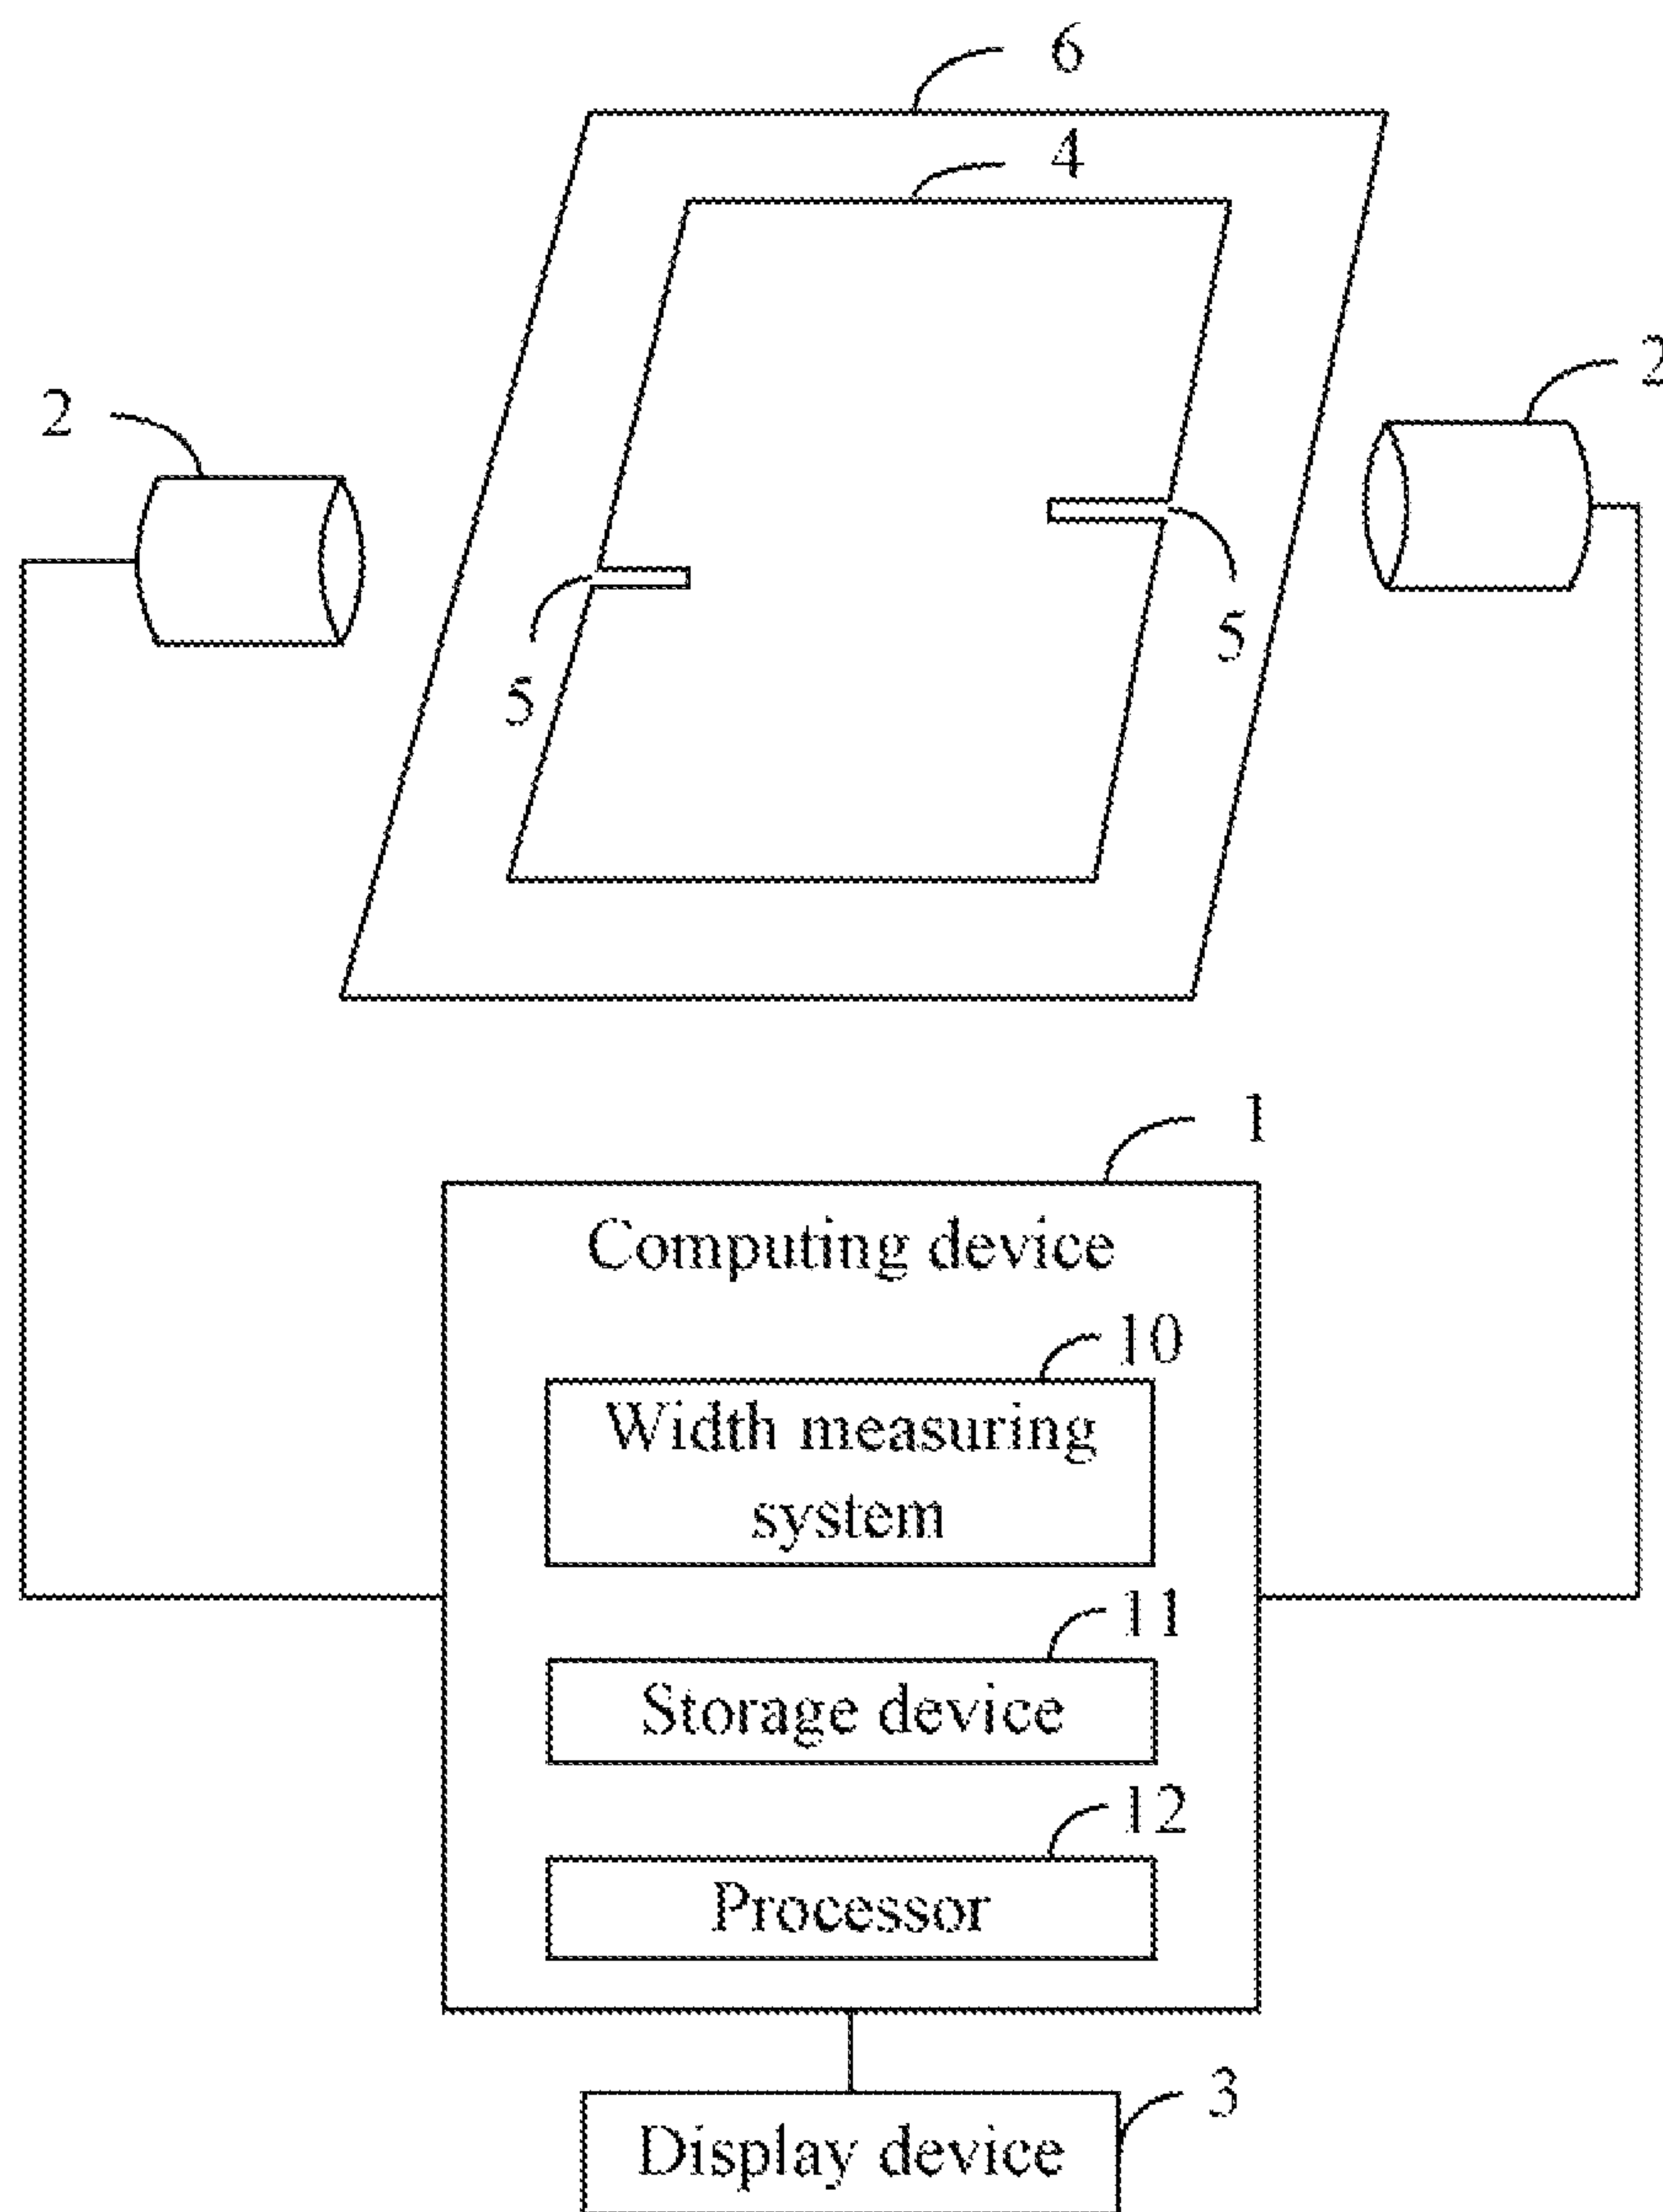 6
4
2
2
5
5
1
Computing device
10
Width measuring
system
11
Storage device
12
Processor
3
Display device